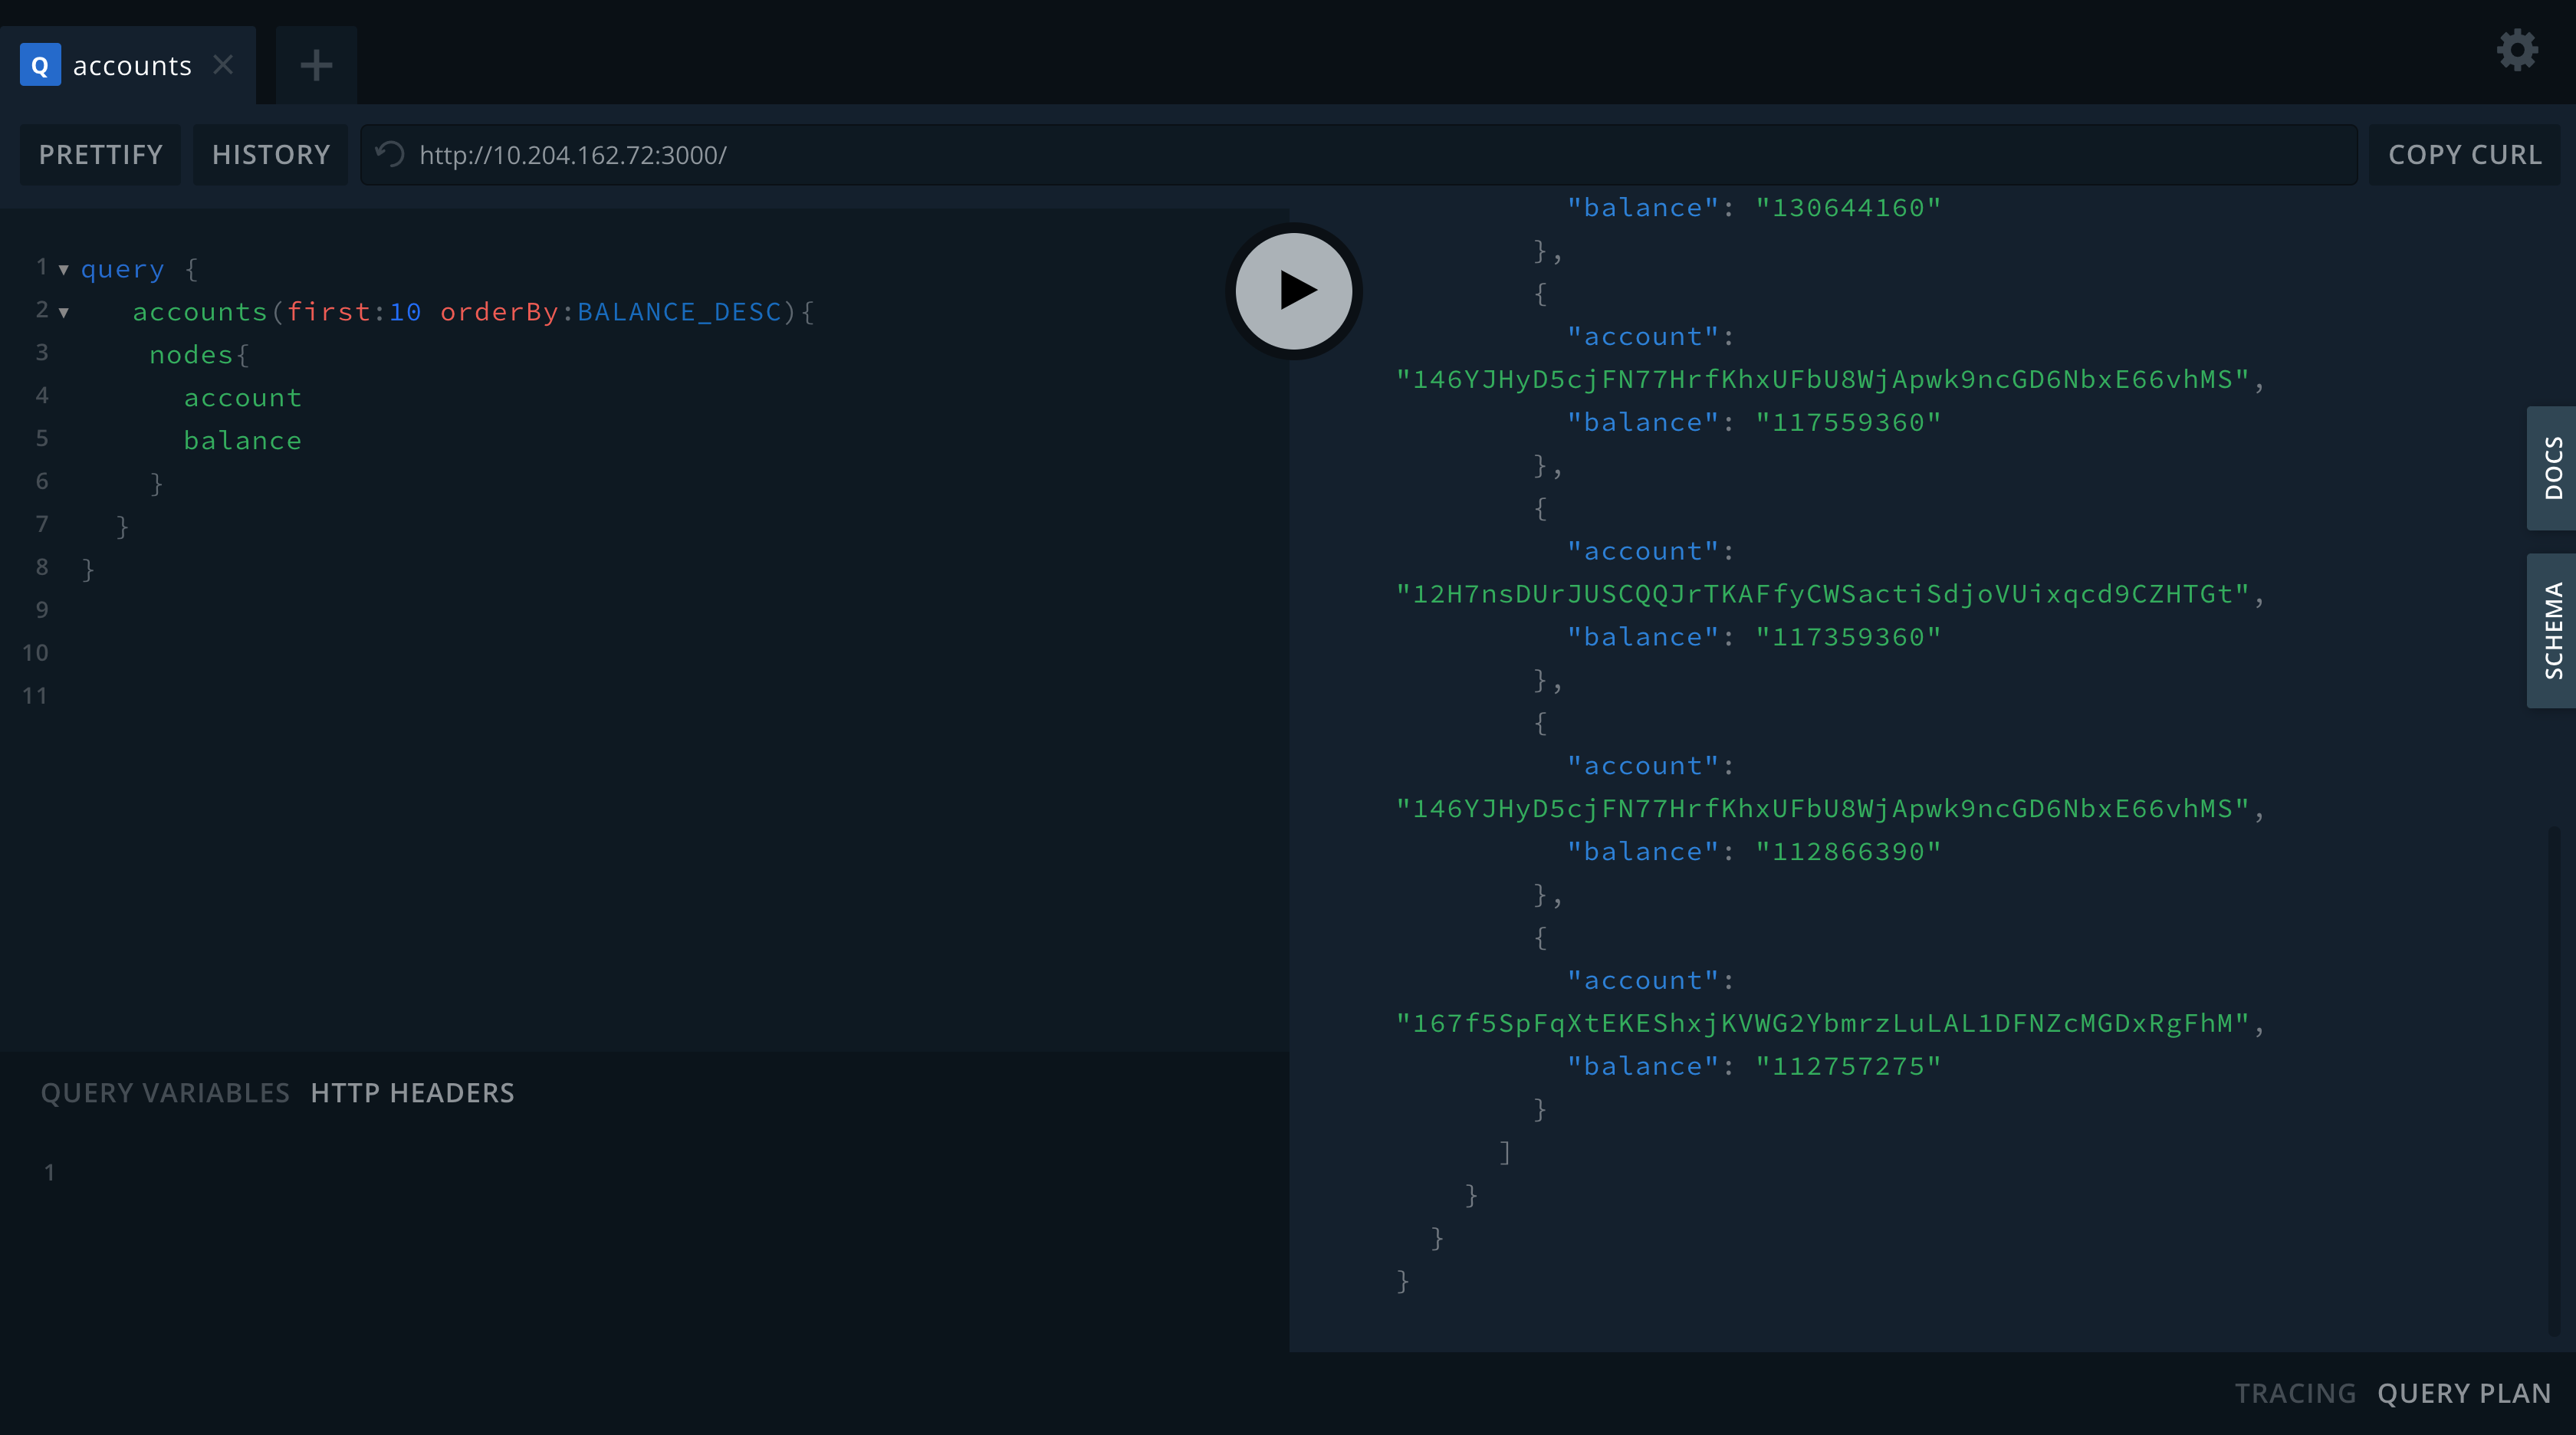 Q accounts
PRETTIFY HISTORY http://10.204.162.72:3000/ COPY CURL
1 query {
2 accounts(first:10 orderBy:BALANCE_DESC){
3 nodes{
4 account
5 balance
6 }
7 }
8 }
9
10
11
QUERY VARIABLES HTTP HEADERS
1
"balance": "130644160"
},
{
"account":
"146YJHyD5cjFN77HrfKhxUFbU8WjApwk9ncGD6NbxE66vhMS",
"balance": "117559360"
},
{
"account":
"12H7nsDUrJUSCQQJrTKAFfyCWSactiSdjoVUixqcd9CZHTGt",
"balance": "117359360"
},
{
"account":
"146YJHyD5cjFN77HrfKhxUFbU8WjApwk9ncGD6NbxE66vhMS",
"balance": "112866390"
},
{
"account":
"167f5SpFqXtEKEShxjKVWG2YbmrzLuLAL1DFNZcMGDxRgFhM",
"balance": "112757275"
}
]
}
}
}
DOCS
SCHEMA
TRACING QUERY PLAN